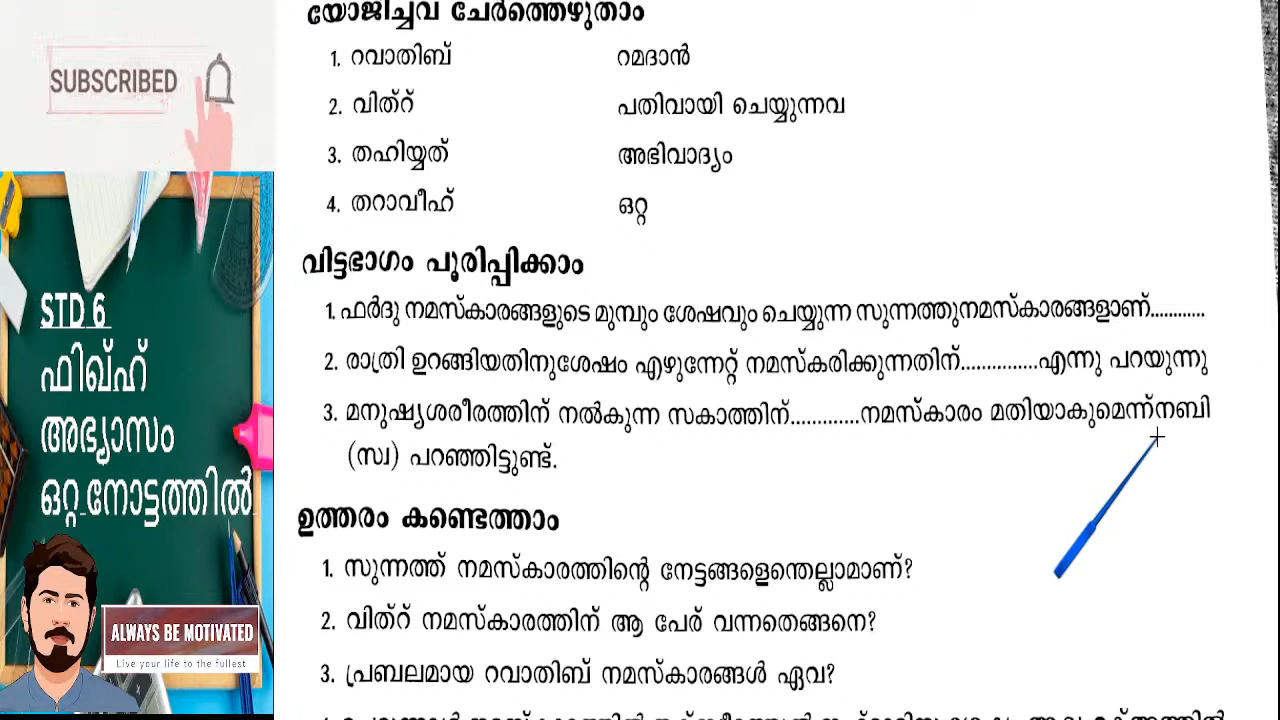 SUBSCRIBED
STD 6
ഫിഖ്ഹ്
അഭ്യാസം
ഒറ്റ നോട്ടത്തിൽ
ALWAYS BE MOTIVATED
Live your life to the fullest
യോജിച്ചവ ചേർത്തെഴുതാം
1. റവാതിബ് റമദാൻ
2. വിത്റ് പതിവായി ചെയ്യുന്നവ
3. തഹിയ്യത് അഭിവാദ്യം
4. തറാവീഹ് ഒറ്റ
വിട്ടഭാഗം പൂരിപ്പിക്കാം
1. ഫർദു നമസ്കാരങ്ങളുടെ മുമ്പും ശേഷവും ചെയ്യുന്ന സുന്നത്തുനമസ്കാരങ്ങളാണ്............
2. രാത്രി ഉറങ്ങിയതിനുശേഷം എഴുന്നേറ്റ് നമസ്കരിക്കുന്നതിന്..............എന്നു പറയുന്നു
3. മനുഷ്യശരീരത്തിന് നൽകുന്ന സകാത്തിന്.............നമസ്കാരം മതിയാകുമെന്ന്നബി
(സ്വ) പറഞ്ഞിട്ടുണ്ട്.
ഉത്തരം കണ്ടെത്താം
1. സുന്നത്ത് നമസ്കാരത്തിന്റെ നേട്ടങ്ങളെന്തെല്ലാമാണ്?
2. വിത്റ് നമസ്കാരത്തിന് ആ പേര് വന്നതെങ്ങനെ?
3. പ്രബലമായ റവാതിബ് നമസ്കാരങ്ങൾ ഏവ?